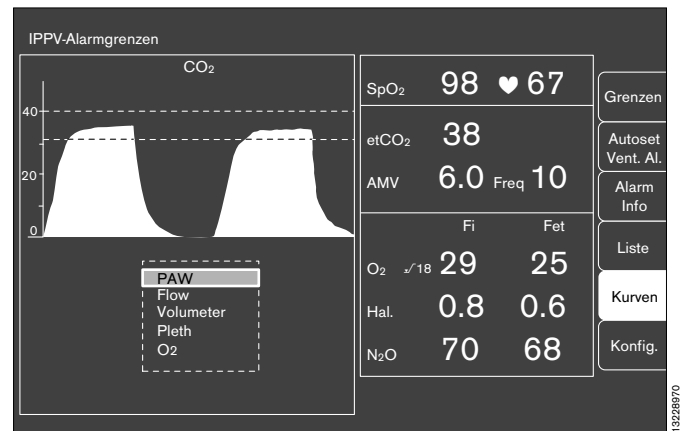 IPPV-Alarmgrenzen
CO2
40
20
0
PAW
Flow
Volumeter
Pleth
O2
SpO2 98 ♥ 67
etCO2 38
AMV 6.0 Freq 10
Fi Fet
O2 18 29 25
Hal. 0.8 0.6
N2O 70 68
Grenzen
Autoset
Vent. Al.
Alarm
Info
Liste
Kurven
Konfig.
13228970